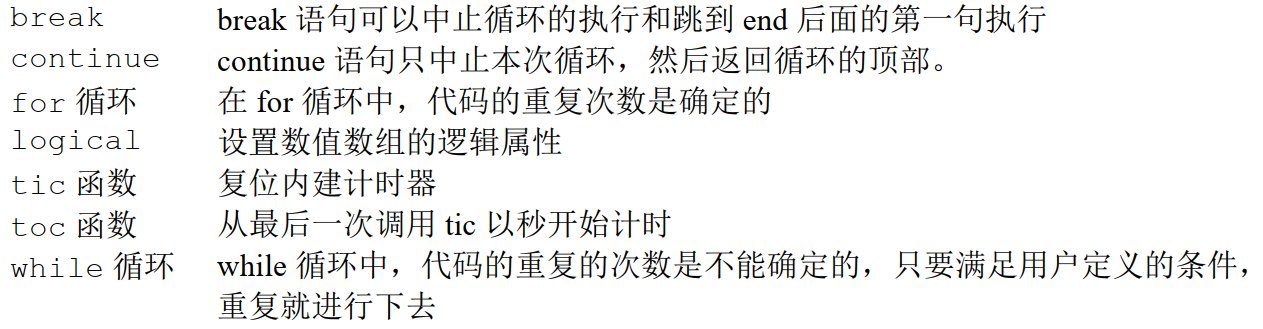 break break 语句可以中止循环的执行和跳到 end 后面的第一句执行
continue continue 语句只中止本次循环，然后返回循环的顶部。
for 循环 在 for 循环中，代码的重复次数是确定的
logical 设置数值数组的逻辑属性
tic 函数 复位内建计时器
toc 函数 从最后一次调用 tic 以秒开始计时
while 循环 while 循环中，代码的重复的次数是不能确定的，只要满足用户定义的条件，
重复就进行下去